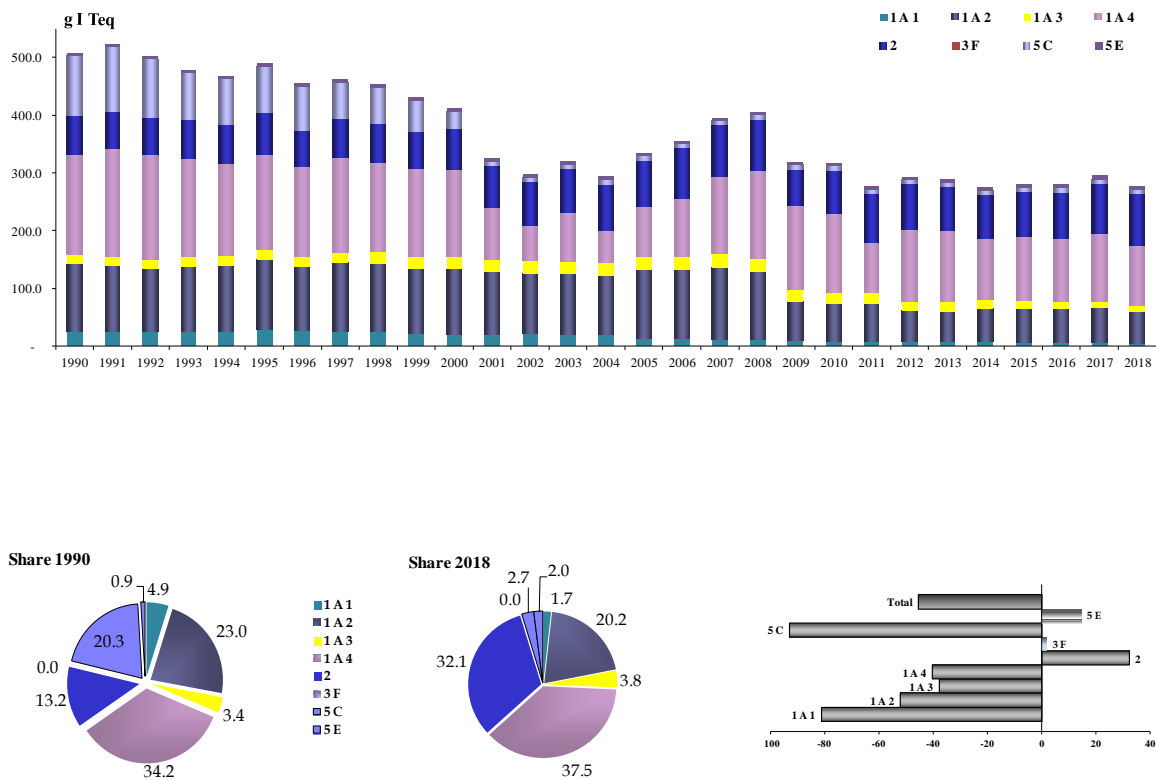 g I Teq
1 A 1 1 A 2 1 A 3 1 A 4
2 3 F 5 C 5 E
500.0
400.0
300.0
200.0
100.0
-
1990 1991 1992 1993 1994 1995 1996 1997 1998 1999 2000 2001 2002 2003 2004 2005 2006 2007 2008 2009 2010 2011 2012 2013 2014 2015 2016 2017 2018
Share 1990
0.9 4.9
23.0
20.3
0.0
13.2
3.4
34.2
1 A 1
1 A 2
1 A 3
1 A 4
2
3 F
5 C
5 E
Share 2018
2.7 2.0
0.0 1.7
20.2
32.1
3.8
37.5
Total
5 E
5 C
3 F
2
1 A 4
1 A 3
1 A 2
1 A 1
100 -80 -60 -40 -20 0 20 40